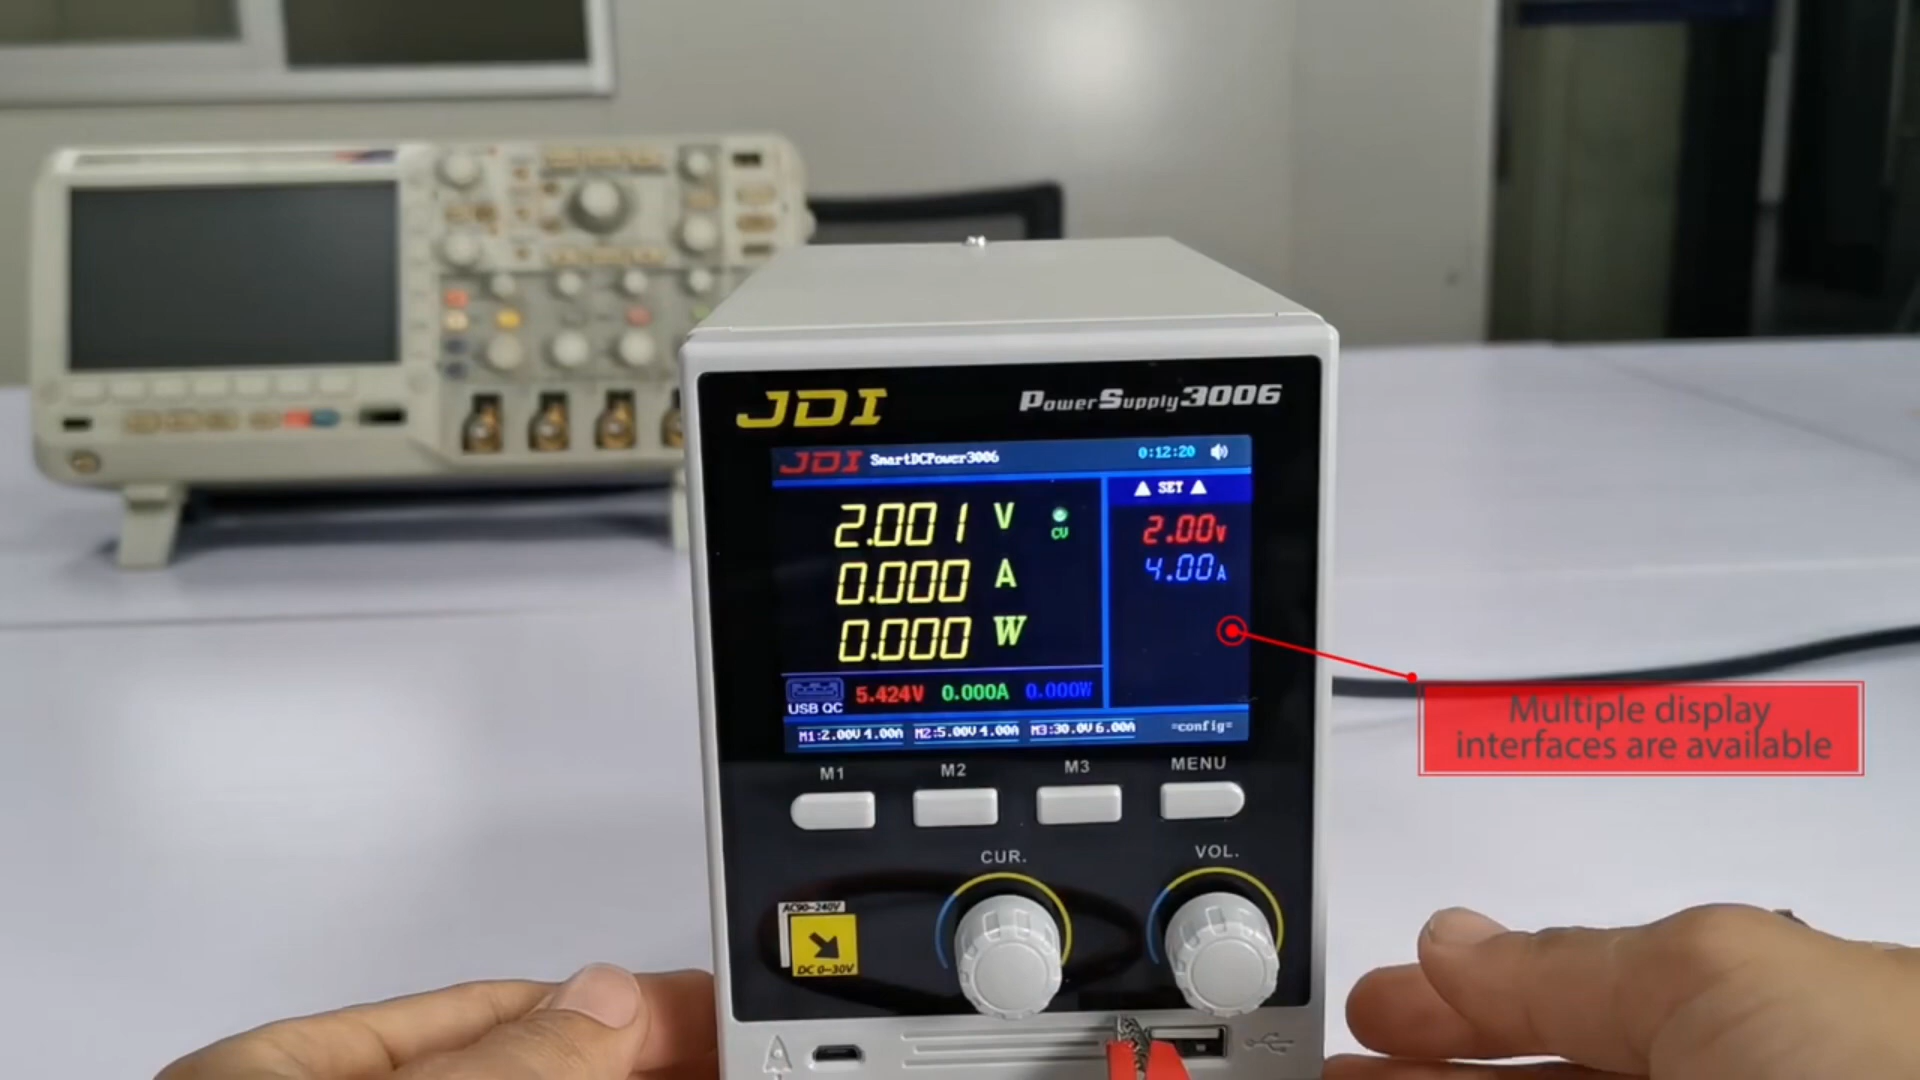 JDI PowerSupply3006
JDI SmartDCPower3006 0:12:20
▲ SET ▲
2.001 V CV 2.00V
0.000 A 4.00A
0.000 W
USB QC 5.424V 0.000A 0.000W
M1:2.00V 4.00A M2:5.00V 4.00A M3:30.0V 6.00A =config=
M1 M2 M3 MENU
CUR. VOL.
AC90-240V
DC 0-30V
Multiple display
interfaces are available